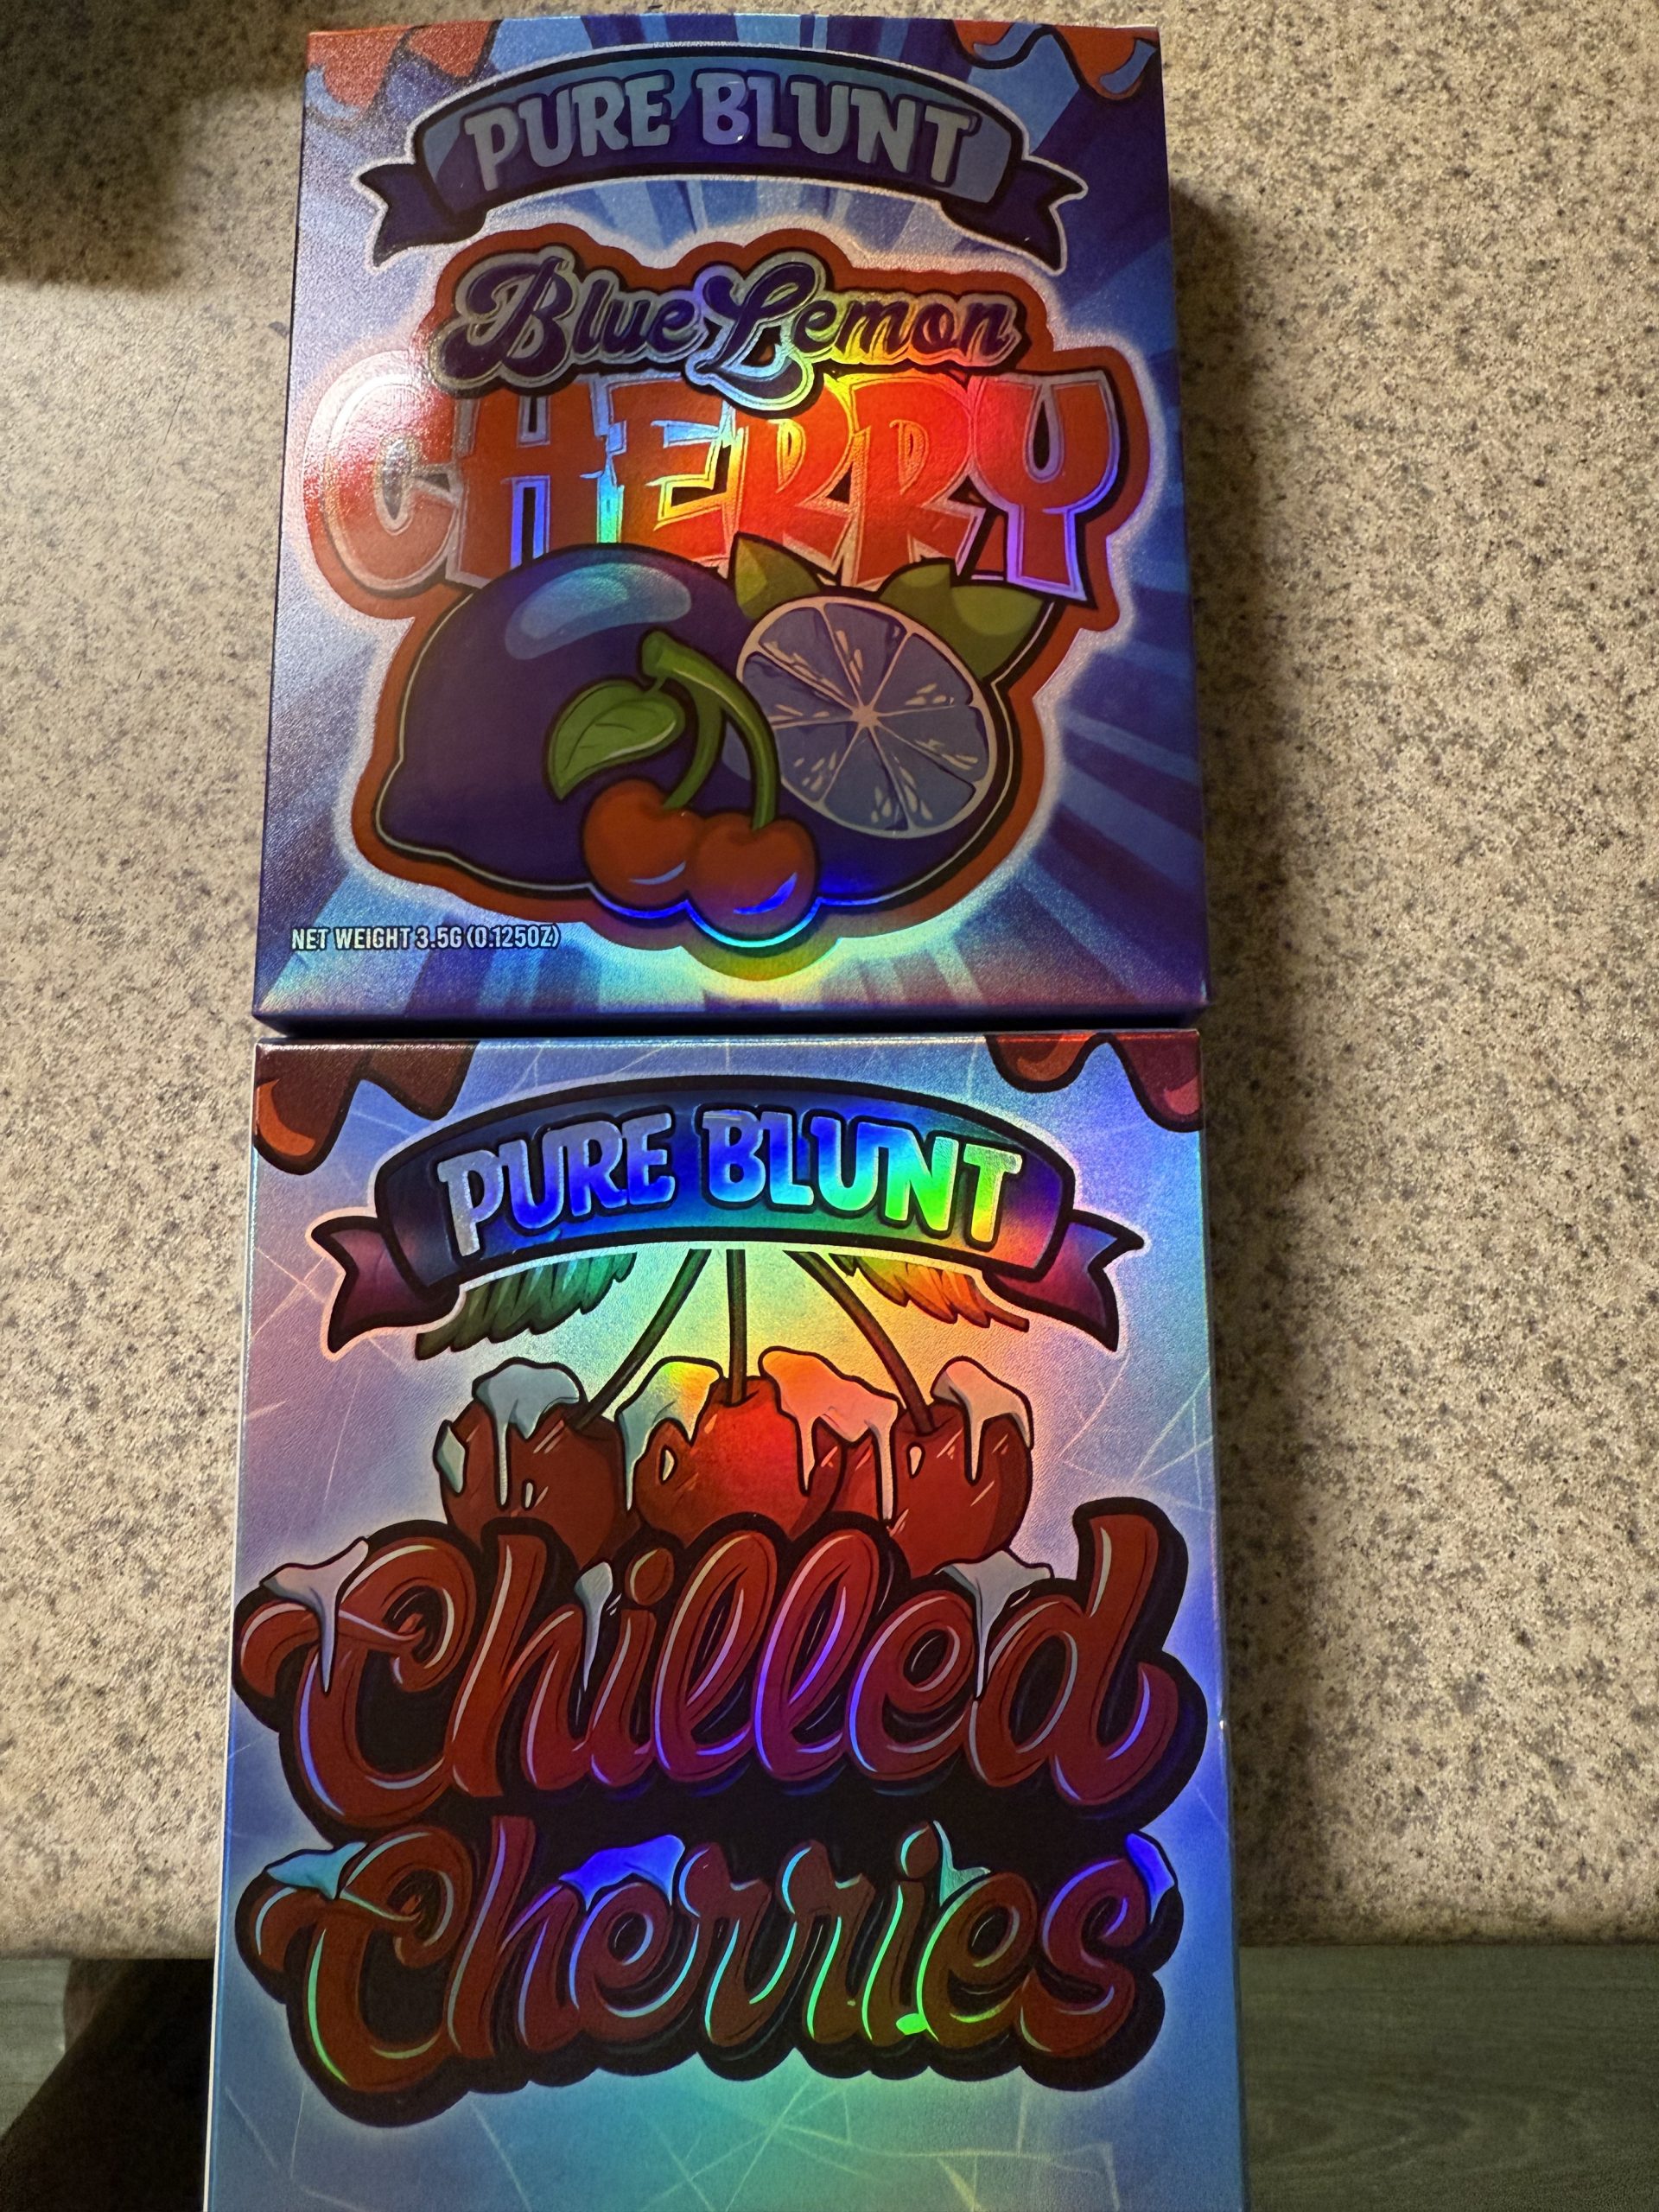 PURE BLUNT
Blue Lemon
CHERRY
NET WEIGHT 3.5G (0.125OZ)
PURE BLUNT
Chilled
Cherries